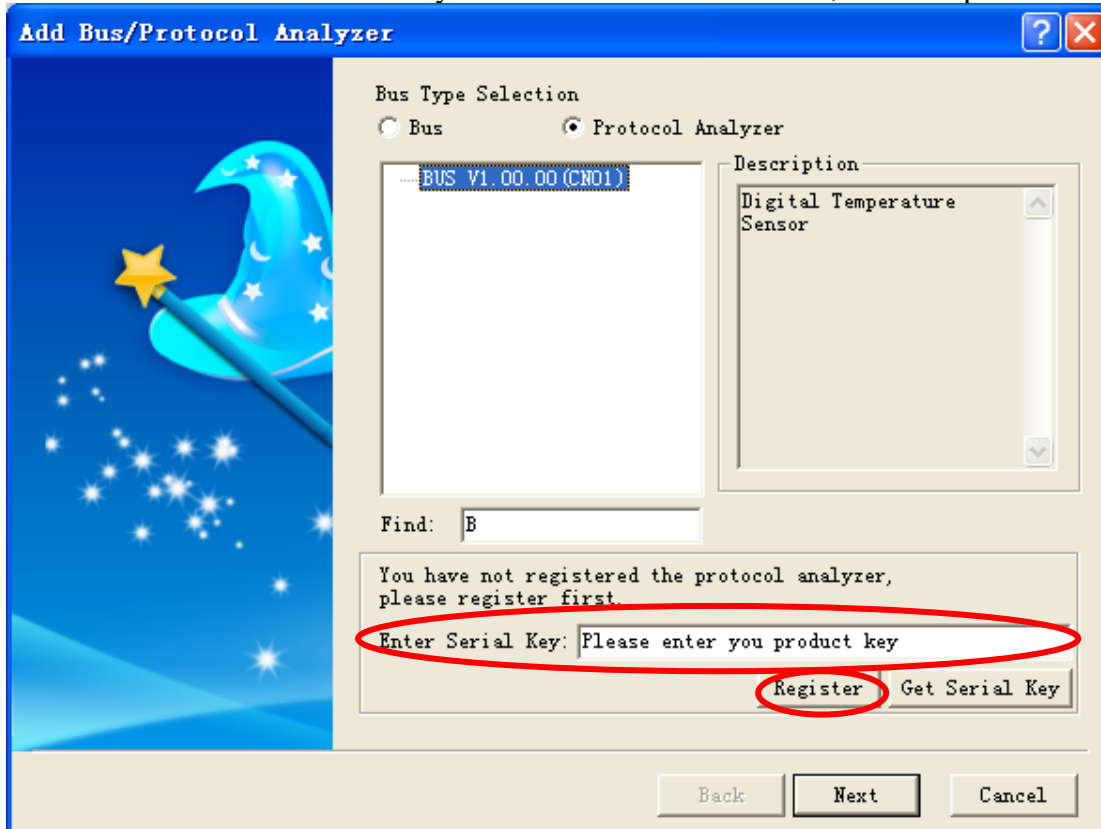 Add Bus/Protocol Analyzer
Bus Type Selection
Bus
Protocol Analyzer
BUS V1.00.00(CN01)
Description
Digital Temperature
Sensor
Find: B
You have not registered the protocol analyzer,
please register first.
Enter Serial Key: Please enter you product key
Register
Get Serial Key
Back
Next
Cancel